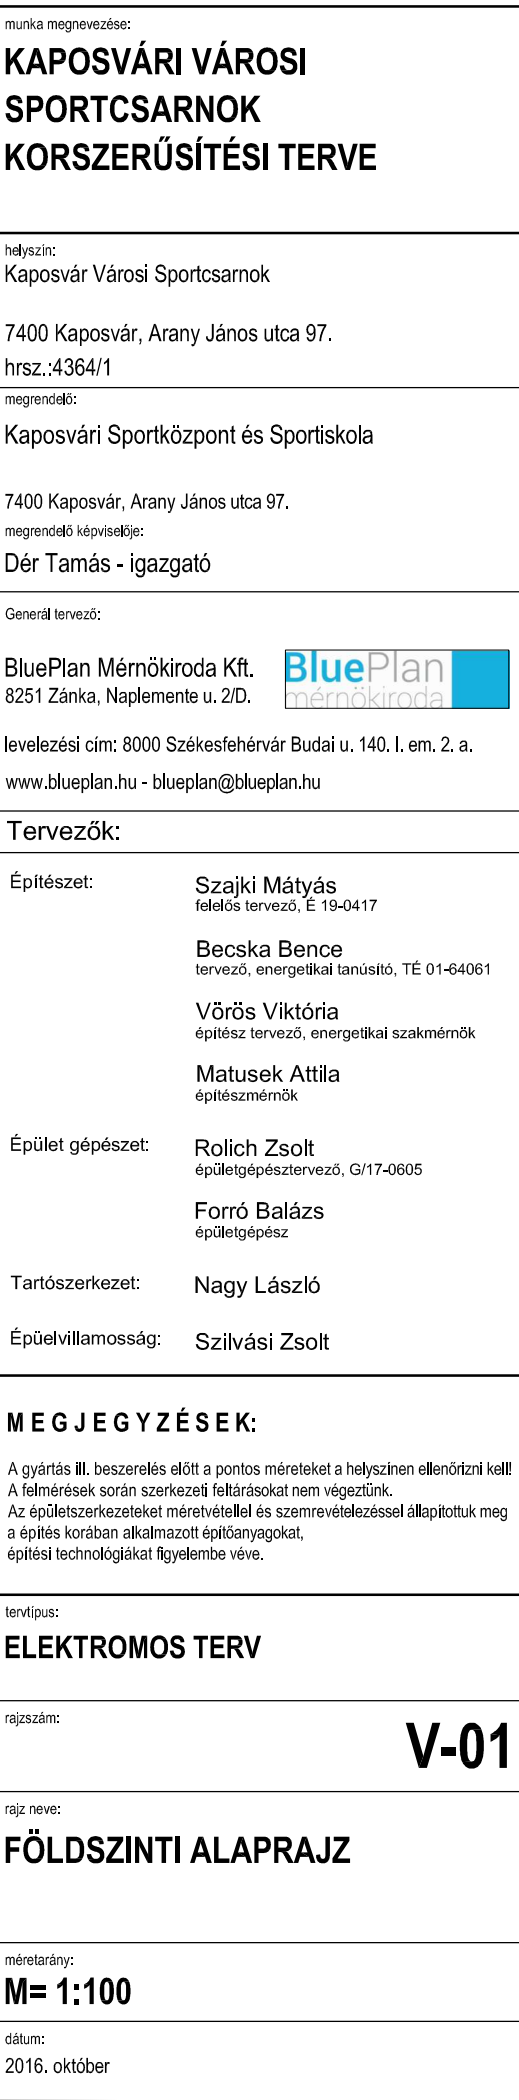 munka megnevezése:
KAPOSVÁRI VÁROSI
SPORTCSARNOK
KORSZERŰSÍTÉSI TERVE
helyszín:
Kaposvár Városi Sportcsarnok
7400 Kaposvár, Arany János utca 97.
hrsz.:4364/1
megrendelő:
Kaposvári Sportközpont és Sportiskola
7400 Kaposvár, Arany János utca 97.
megrendelő képviselője:
Dér Tamás - igazgató
Generál tervező:
BluePlan Mérnökiroda Kft.
8251 Zánka, Naplemente u. 2/D.
BluePlan
mérnökiroda
levelezési cím: 8000 Székesfehérvár Budai u. 140. I. em. 2. a.
www.blueplan.hu - blueplan@blueplan.hu
Tervezők:
Építészet:
Szajki Mátyás
felelős tervező, É 19-0417
Becska Bence
tervező, energetikai tanúsító, TÉ 01-64061
Vörös Viktória
építész tervező, energetikai szakmérnök
Matusek Attila
építészmérnök
Épület gépészet:
Rolich Zsolt
épületgépésztervező, G/17-0605
Forró Balázs
épületgépész
Tartószerkezet:
Nagy László
Épüelvillamosság:
Szilvási Zsolt
MEGJEGYZÉSEK:
A gyártás ill. beszerelés előtt a pontos méreteket a helyszínen ellenőrizni kell!
A felmérések során szerkezeti feltárásokat nem végeztünk.
Az épületszerkezeteket méretvétellel és szemrevételezéssel állapítottuk meg
a építés korában alkalmazott építőanyagokat,
építési technológiákat figyelembe véve.
tervtípus:
ELEKTROMOS TERV
rajzszám:
V-01
rajz neve:
FÖLDSZINTI ALAPRAJZ
méretarány:
M= 1:100
dátum:
2016. október